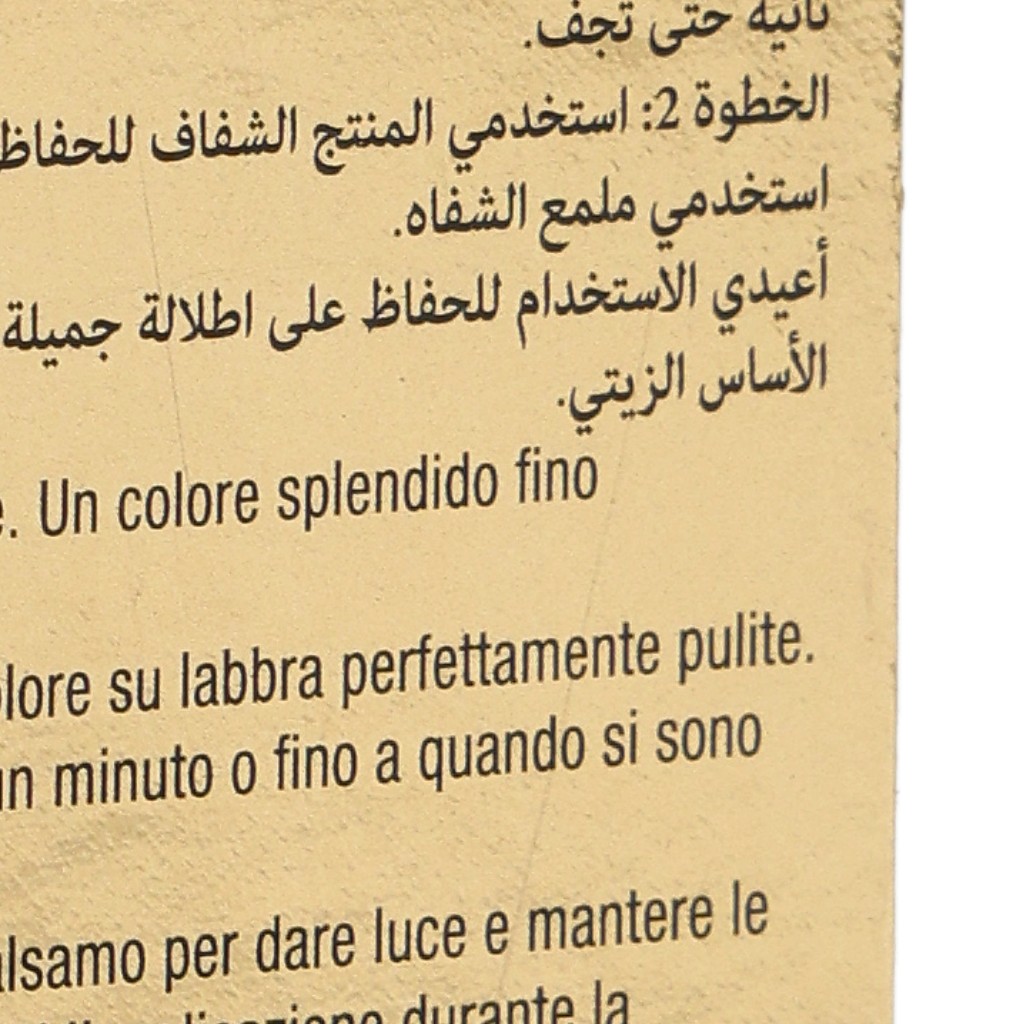 ثانية حتى تجف.
الخطوة 2: استخدمي المنتج الشفاف للحفاظ
استخدمي ملمع الشفاه.
أعيدي الاستخدام للحفاظ على اطلالة جميلة
الأساس الزيتي.
. Un colore splendido fino
su labbra perfettamente pulite.
minuto o fino a quando si sono
per dare luce e mantere le
durante la